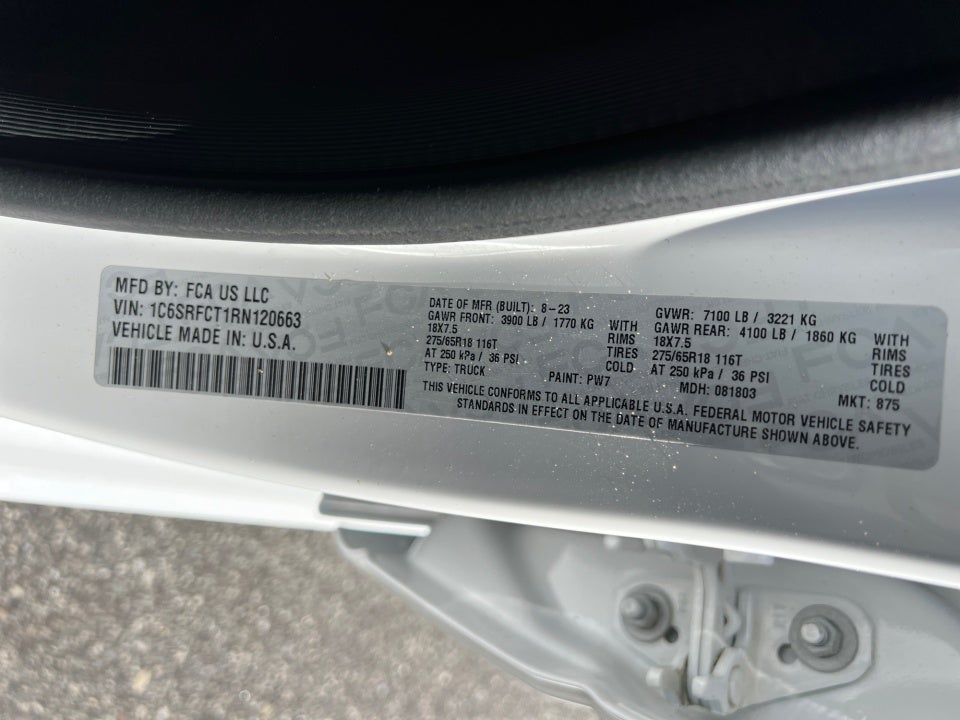 MFD BY: FCA US LLC
VIN: 1C6SRFCT1RN120663
VEHICLE MADE IN: U.S.A.
DATE OF MFR (BUILT): 8-23
GVWR: 7100 LB / 3221 KG
GAWR FRONT: 3900 LB / 1770 KG WITH
GAWR REAR: 4100 LB / 1860 KG WITH
18X7.5 RIMS
18X7.5 RIMS
275/65R18 116T TIRES
275/65R18 116T TIRES
AT 250 kPa / 36 PSI COLD
AT 250 kPa / 36 PSI COLD
TYPE: TRUCK PAINT: PW7 MDH: 081803 MKT: 875
THIS VEHICLE CONFORMS TO ALL APPLICABLE U.S.A. FEDERAL MOTOR VEHICLE SAFETY
STANDARDS IN EFFECT ON THE DATE OF MANUFACTURE SHOWN ABOVE.